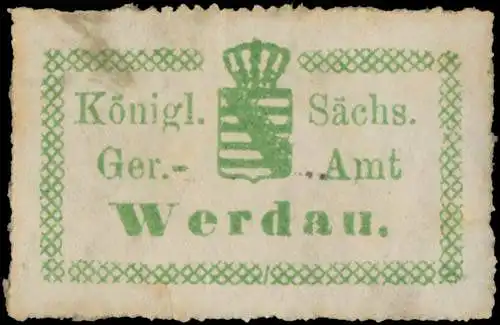 Königl. Sächs.
Ger.- Amt
Werdau.